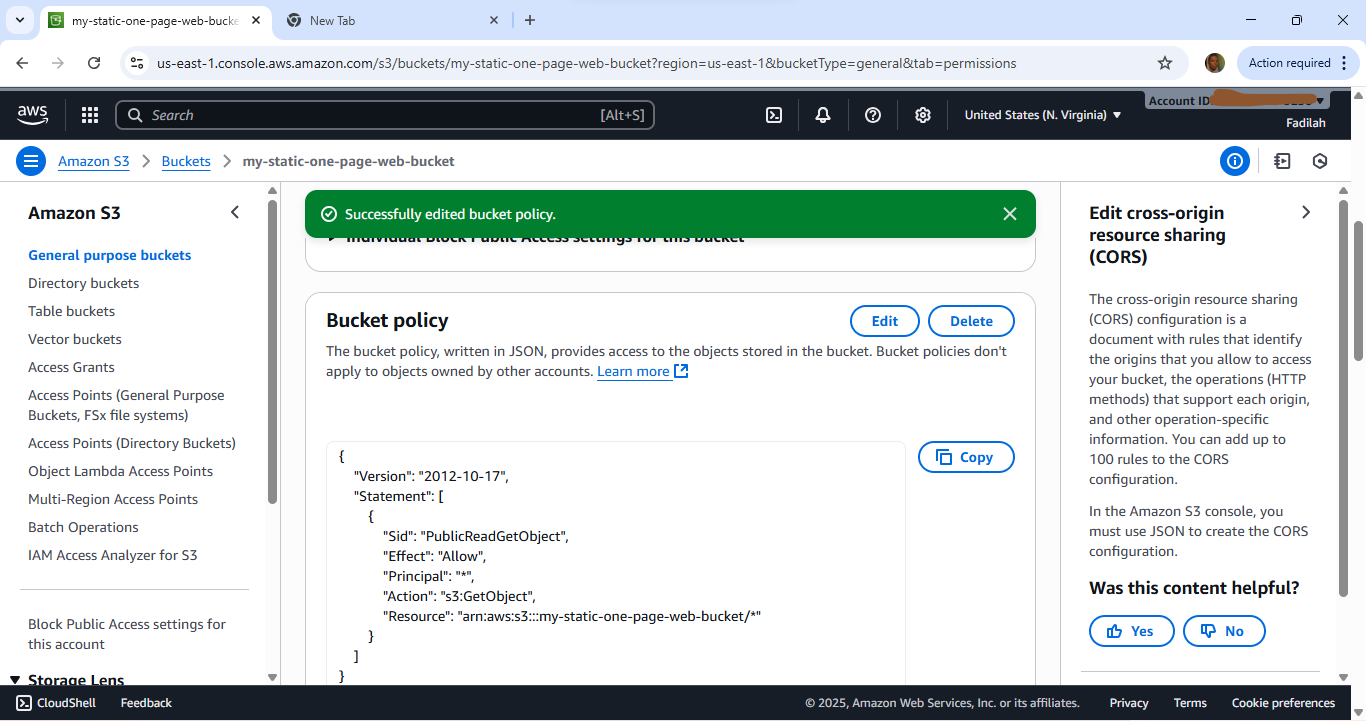 my-static-one-page-web-bucke
New Tab
us-east-1.console.aws.amazon.com/s3/buckets/my-static-one-page-web-bucket?region=us-east-1&bucketType=general&tab=permissions
Action required
aws
Search
[Alt+S]
United States (N. Virginia)
Account ID
Fadilah
Amazon S3
Buckets
my-static-one-page-web-bucket
Amazon S3
General purpose buckets
Directory buckets
Table buckets
Vector buckets
Access Grants
Access Points (General Purpose
Buckets, FSx file systems)
Access Points (Directory Buckets)
Object Lambda Access Points
Multi-Region Access Points
Batch Operations
IAM Access Analyzer for S3
Block Public Access settings for
this account
Storage Lens
Successfully edited bucket policy.
Individual Block Public Access settings for this bucket
Bucket policy
Edit
Delete
The bucket policy, written in JSON, provides access to the objects stored in the bucket. Bucket policies don't
apply to objects owned by other accounts. Learn more
Copy
{
"Version": "2012-10-17",
"Statement": [
{
"Sid": "PublicReadGetObject",
"Effect": "Allow",
"Principal": "*",
"Action": "s3:GetObject",
"Resource": "arn:aws:s3:::my-static-one-page-web-bucket/*"
}
]
}
Edit cross-origin
resource sharing
(CORS)
The cross-origin resource sharing
(CORS) configuration is a
document with rules that identify
the origins that you allow to access
your bucket, the operations (HTTP
methods) that support each origin,
and other operation-specific
information. You can add up to
100 rules to the CORS
configuration.
In the Amazon S3 console, you
must use JSON to create the CORS
configuration.
Was this content helpful?
Yes
No
CloudShell
Feedback
© 2025, Amazon Web Services, Inc. or its affiliates.
Privacy
Terms
Cookie preferences